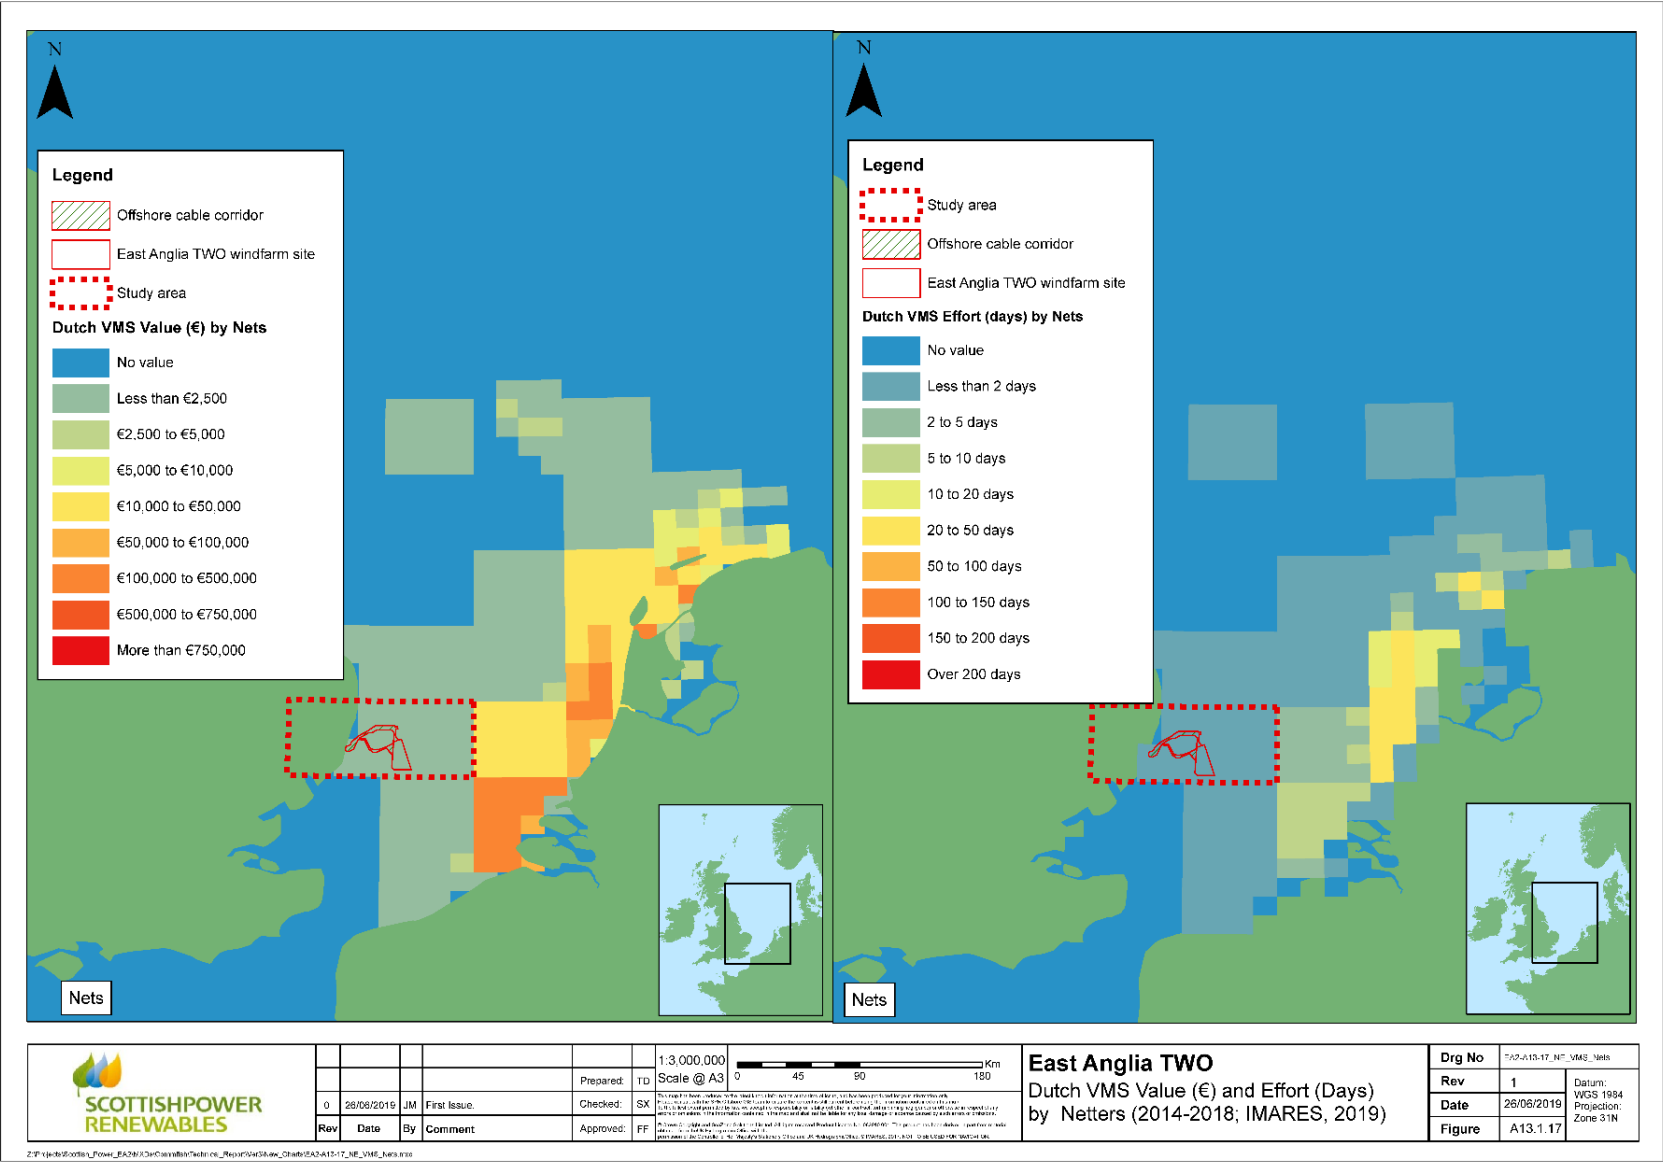 N
Legend
Offshore cable corridor
East Anglia TWO windfarm site
Study area
Dutch VMS Value (€) by Nets
No value
Less than €2,500
€2,500 to €5,000
€5,000 to €10,000
€10,000 to €50,000
€50,000 to €100,000
€100,000 to €500,000
€500,000 to €750,000
More than €750,000
Nets
N
Legend
Study area
Offshore cable corridor
East Anglia TWO windfarm site
Dutch VMS Effort (days) by Nets
No value
Less than 2 days
2 to 5 days
5 to 10 days
10 to 20 days
20 to 50 days
50 to 100 days
100 to 150 days
150 to 200 days
Over 200 days
Nets
SCOTTISHPOWER
RENEWABLES
0 26/06/2019 JM First Issue.
Rev Date By Comment
Prepared: TD
Checked: SX
Approved: FF
1:3,000,000
Scale @ A3
Km
0 45 90 180
East Anglia TWO
Dutch VMS Value (€) and Effort (Days)
by Netters (2014-2018; IMARES, 2019)
Drg No EA2-A13-17_NE_VMS_Nets
Rev 1
Date 26/06/2019
Figure A13.1.17
Datum:
WGS 1984
Projection:
Zone 31N